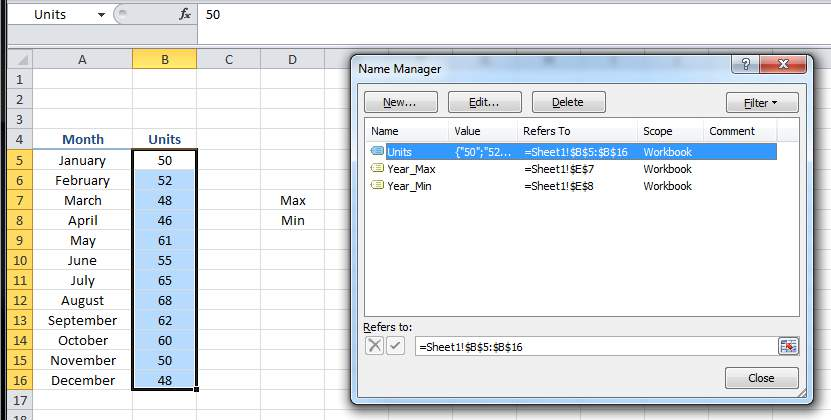 Units fx 50
A B C D
1
2
3
4 Month Units
5 January 50
6 February 52
7 March 48 Max
8 April 46 Min
9 May 61
10 June 55
11 July 65
12 August 68
13 September 62
14 October 60
15 November 50
16 December 48
17
18
Name Manager
New... Edit... Delete Filter
Name Value Refers To Scope Comment
Units {"50";"52... =Sheet1!$B$5:$B$16 Workbook
Year_Max =Sheet1!$E$7 Workbook
Year_Min =Sheet1!$E$8 Workbook
Refers to:
=Sheet1!$B$5:$B$16
Close